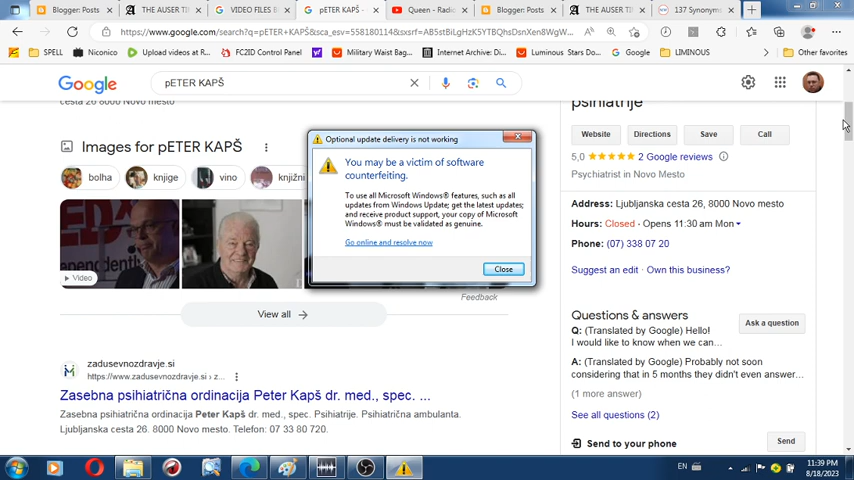 Blogger: Posts
THE AUSER TI
VIDEO FILES B
pETER KAPŠ -
Queen - Radio
Blogger: Posts
THE AUSER TIM
137 Synonyms
https://www.google.com/search?q=pETER+KAPŠ&sca_esv=558180114&
SPELL
Niconico
Upload videos at R...
FC2ID Control Panel
Military Waist Bag...
Internet Archive: Di...
Luminous Stars Do...
Google
LIMINOUS
Other favorites
Google
pETER KAPŠ
cesta 26 8000 Novo mesto
Images for pETER KAPŠ
bolha
knjige
vino
knjižni
Video
View all
Feedback
zadusevnozdravje.si
https://www.zadusevnozdravje.si › z...
Zasebna psihiatrična ordinacija Peter Kapš dr. med., spec. ...
Zasebna psihiatrična ordinacija Peter Kapš dr. med., spec. Psihiatrije. Psihiatrična ambulanta.
Ljubljanska cesta 26. 8000 Novo mesto. Telefon: 07 33 80 720.
Optional update delivery is not working
You may be a victim of software
counterfeiting.
To use all Microsoft Windows® features, such as all
updates from Windows Update; get the latest updates;
and receive product support, your copy of Microsoft
Windows® must be validated as genuine.
Go online and resolve now
Close
psihiatrije
Website
Directions
Save
Call
5,0 2 Google reviews
Psychiatrist in Novo Mesto
Address: Ljubljanska cesta 26, 8000 Novo mesto
Hours: Closed · Opens 11:30 am Mon
Phone: (07) 338 07 20
Suggest an edit · Own this business?
Questions & answers
Ask a question
Q: (Translated by Google) Hello!
I would like to know when we can...
A: (Translated by Google) Probably not soon
considering that in 5 months they didn't even answer...
(1 more answer)
See all questions (2)
Send to your phone
Send
EN
11:39 PM
8/18/2023